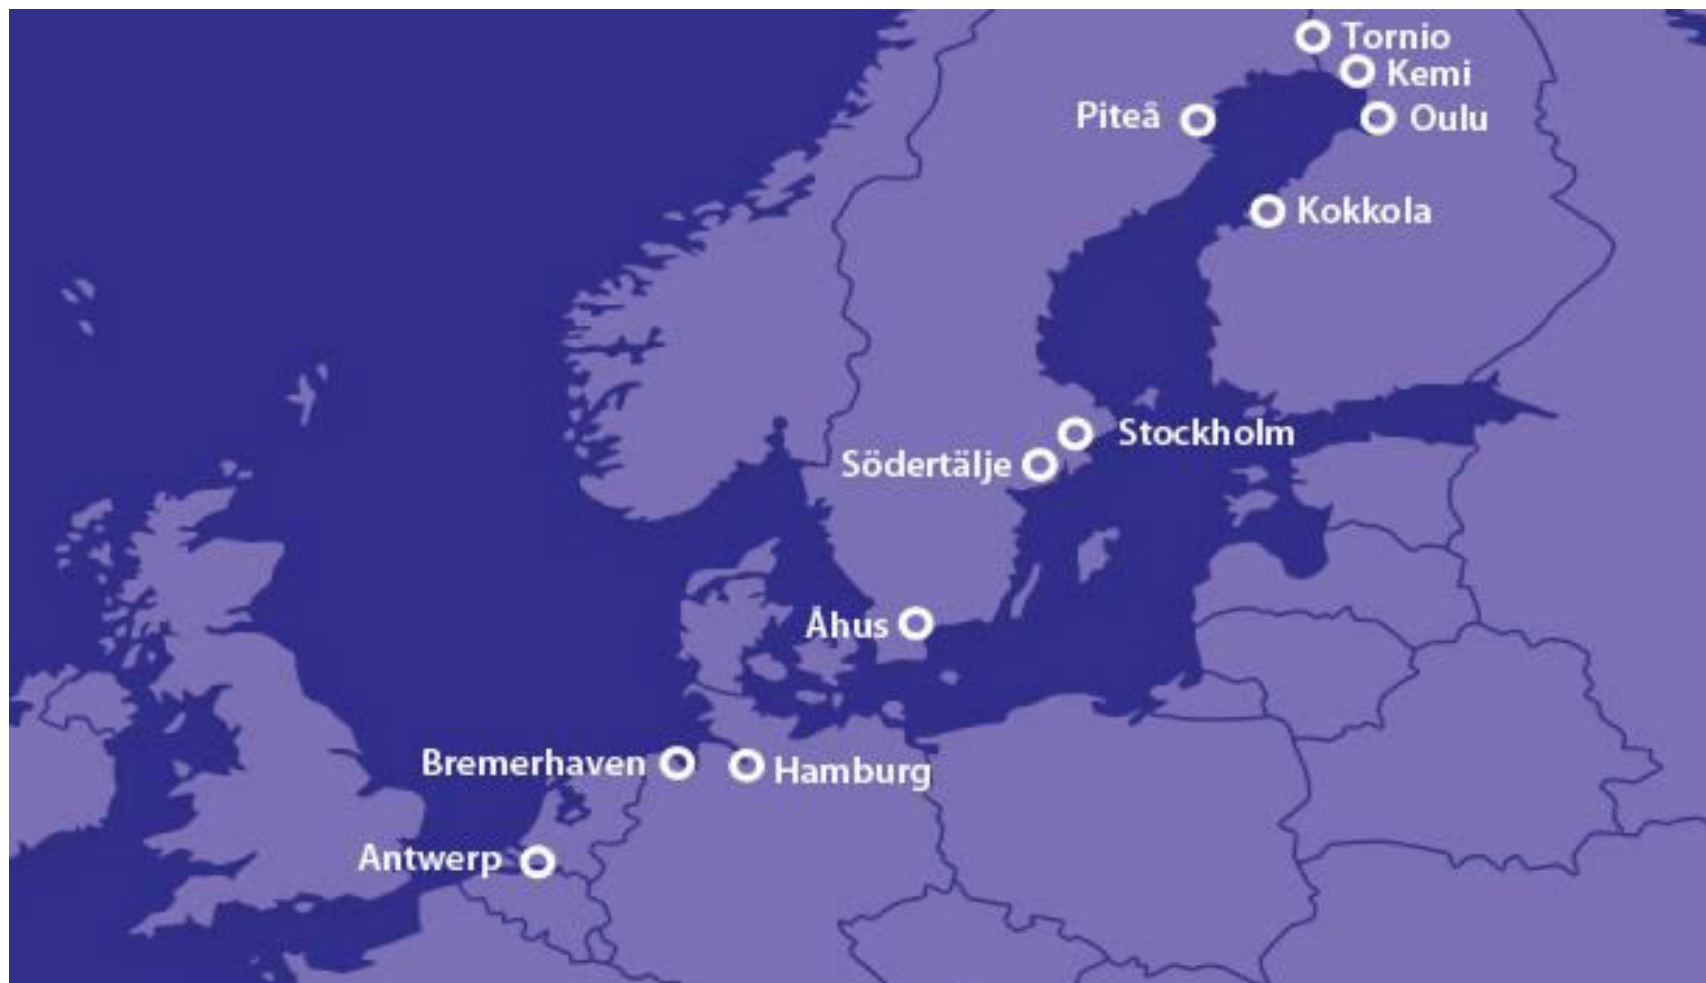 Tornio
Kemi
Piteå
Oulu
Kokkola
Stockholm
Södertälje
Åhus
Bremerhaven
Hamburg
Antwerp